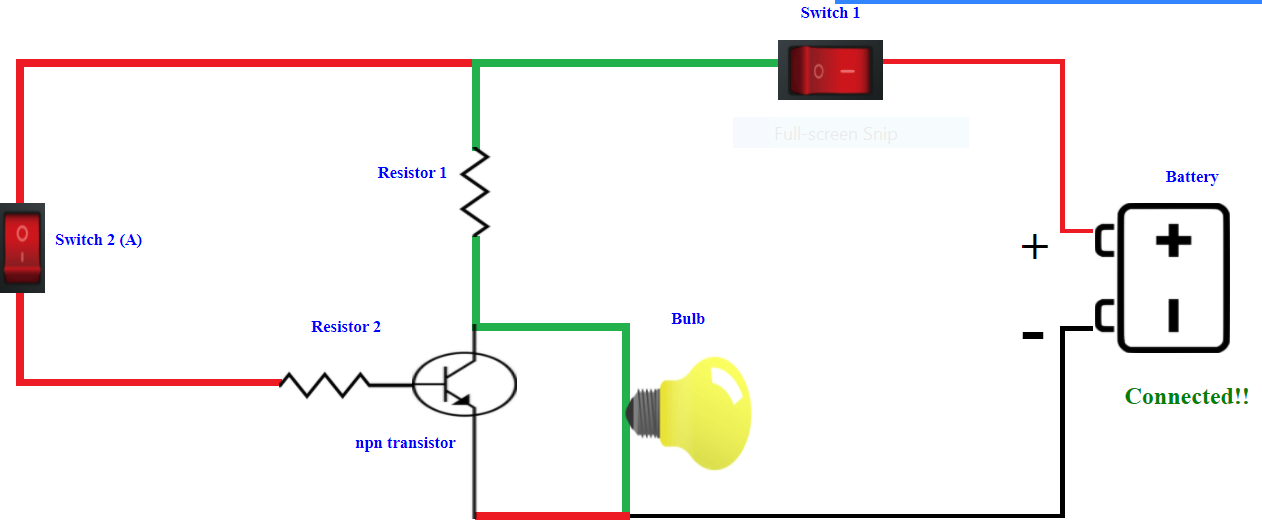 Switch 1
Full-screen Snip
Resistor 1
Battery
Switch 2 (A)
+
Resistor 2
Bulb
-
Connected!!
npn transistor